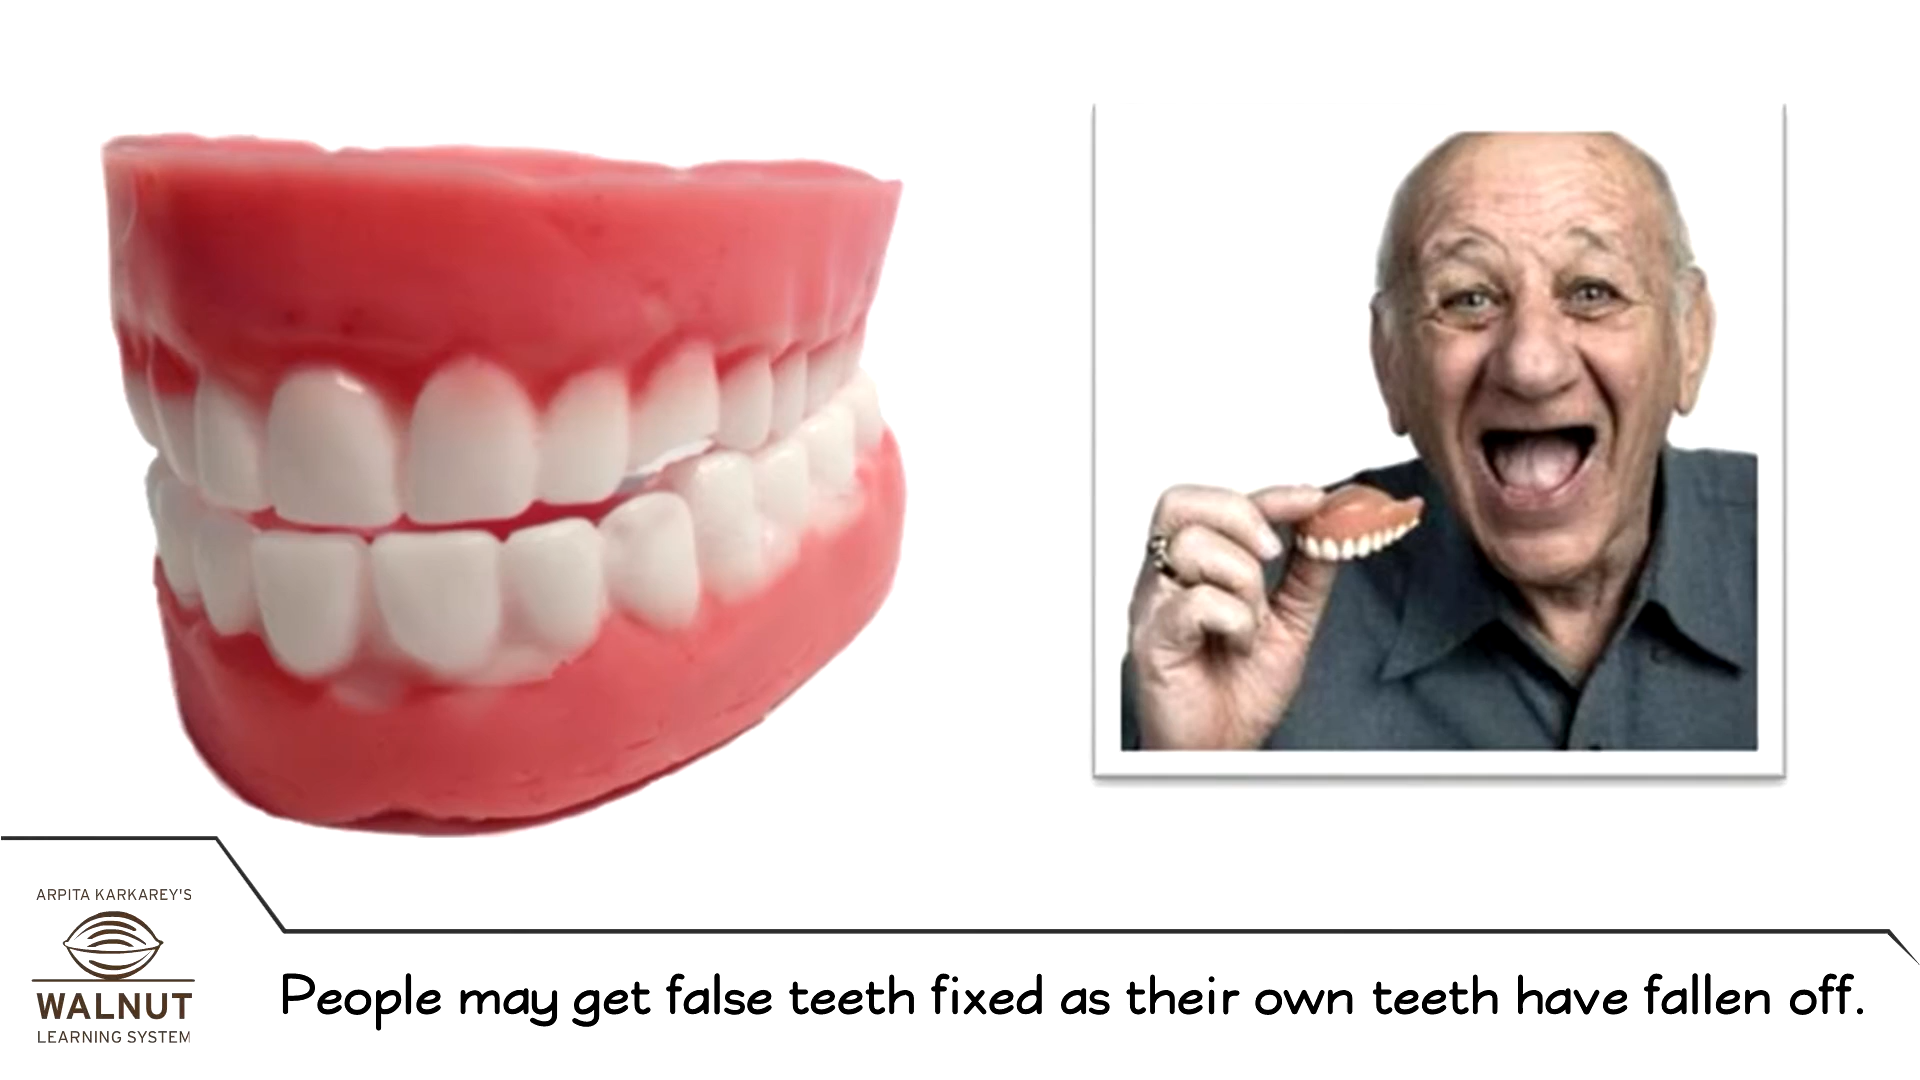 ARPITA KARKAREY'S
WALNUT
LEARNING SYSTEM
People may get false teeth fixed as their own teeth have fallen off.